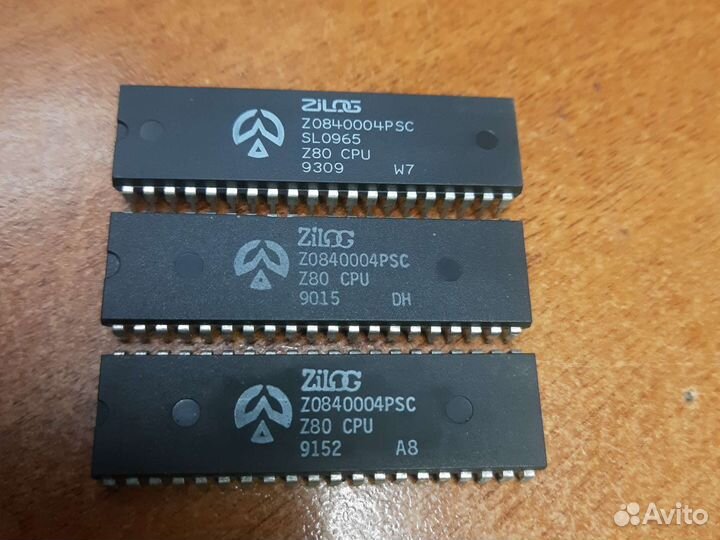 ZiLOG
Z0840004PSC
SL0965
Z80 CPU
9309 W7
ZiLOG
Z0840004PSC
Z80 CPU
9015 DH
ZiLOG
Z0840004PSC
Z80 CPU
9152 A8
Avito